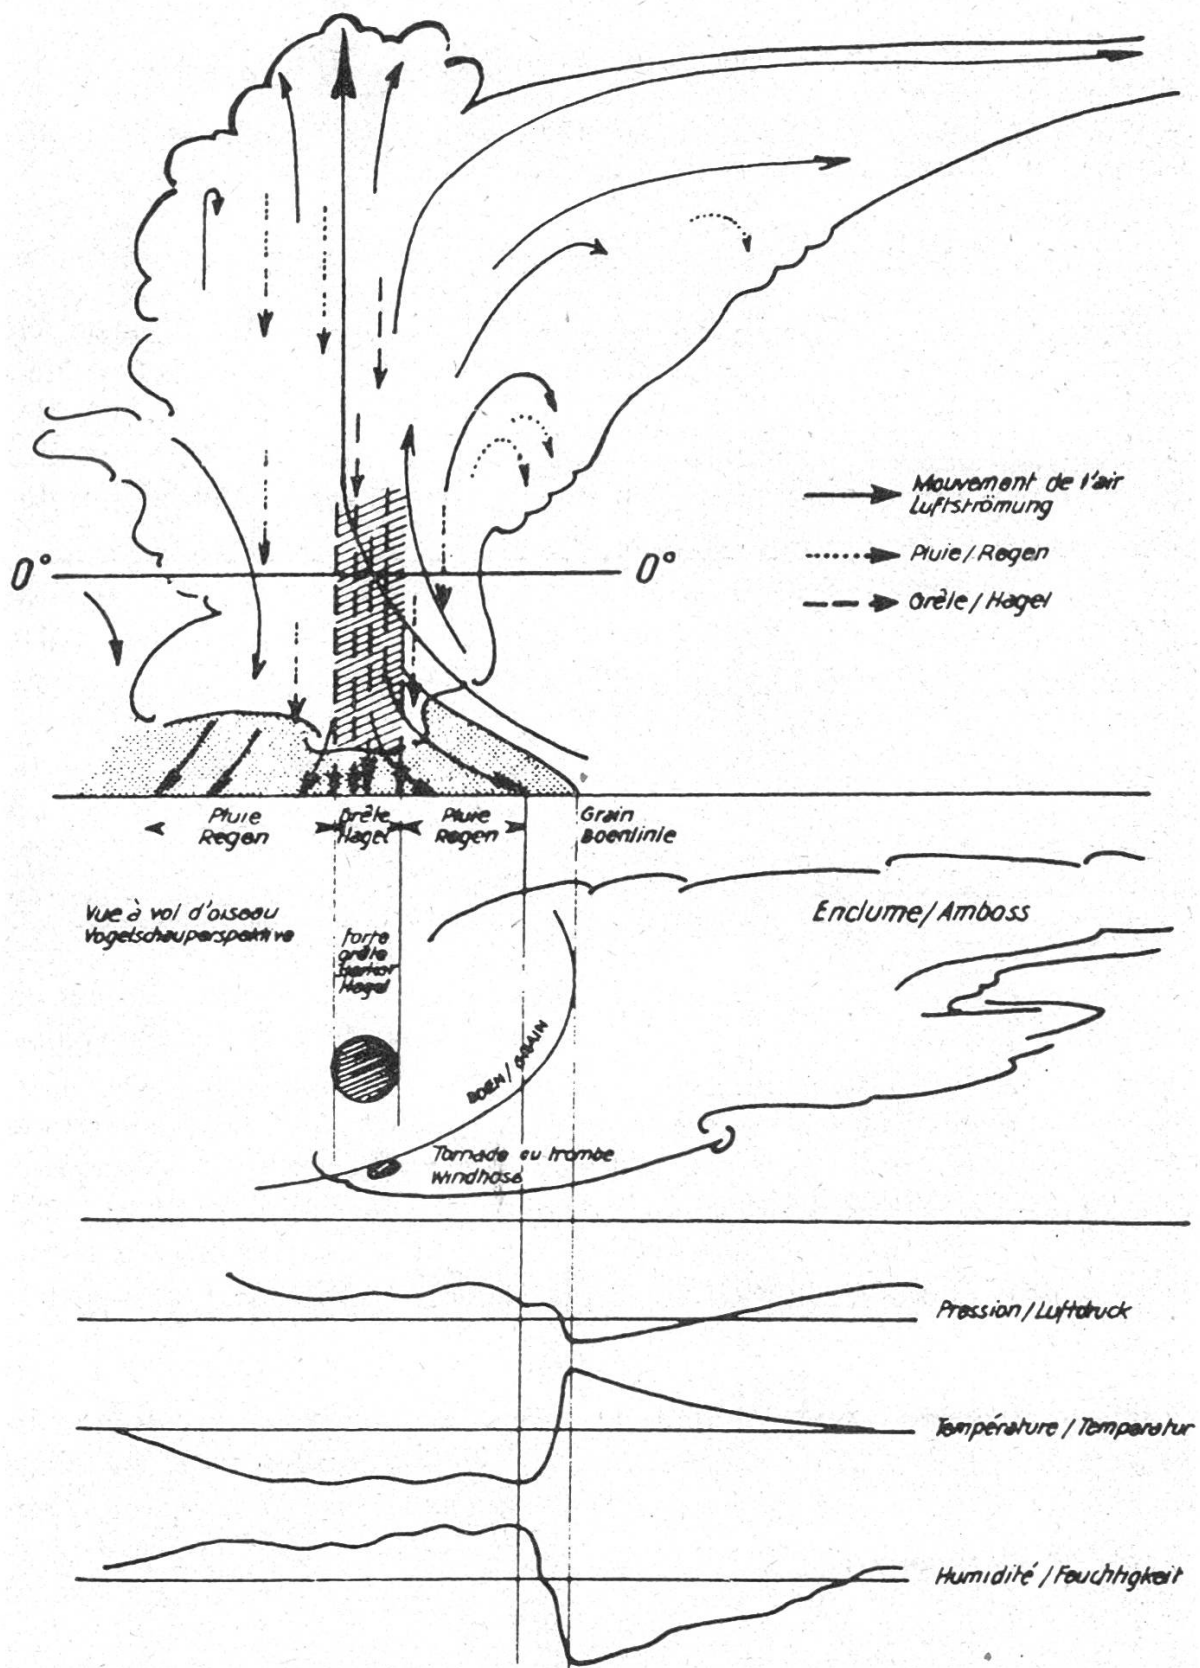 Mouvement de l'air
Luftströmung
Pluie/Regen
Grêle/Hagel
0°
0°
Pluie
Regen
Grêle
Hagel
Pluie
Regen
Grain
Boenlinie
Vue à vol d'oiseau
Vogelschauperspektive
Enclume/Amboss
forte
grêle
starker
Hagel
BOEN/GRAIN
Tornade ou trombe
Windhose
Pression/Luftdruck
Température/Temperatur
Humidité/Feuchtigkeit